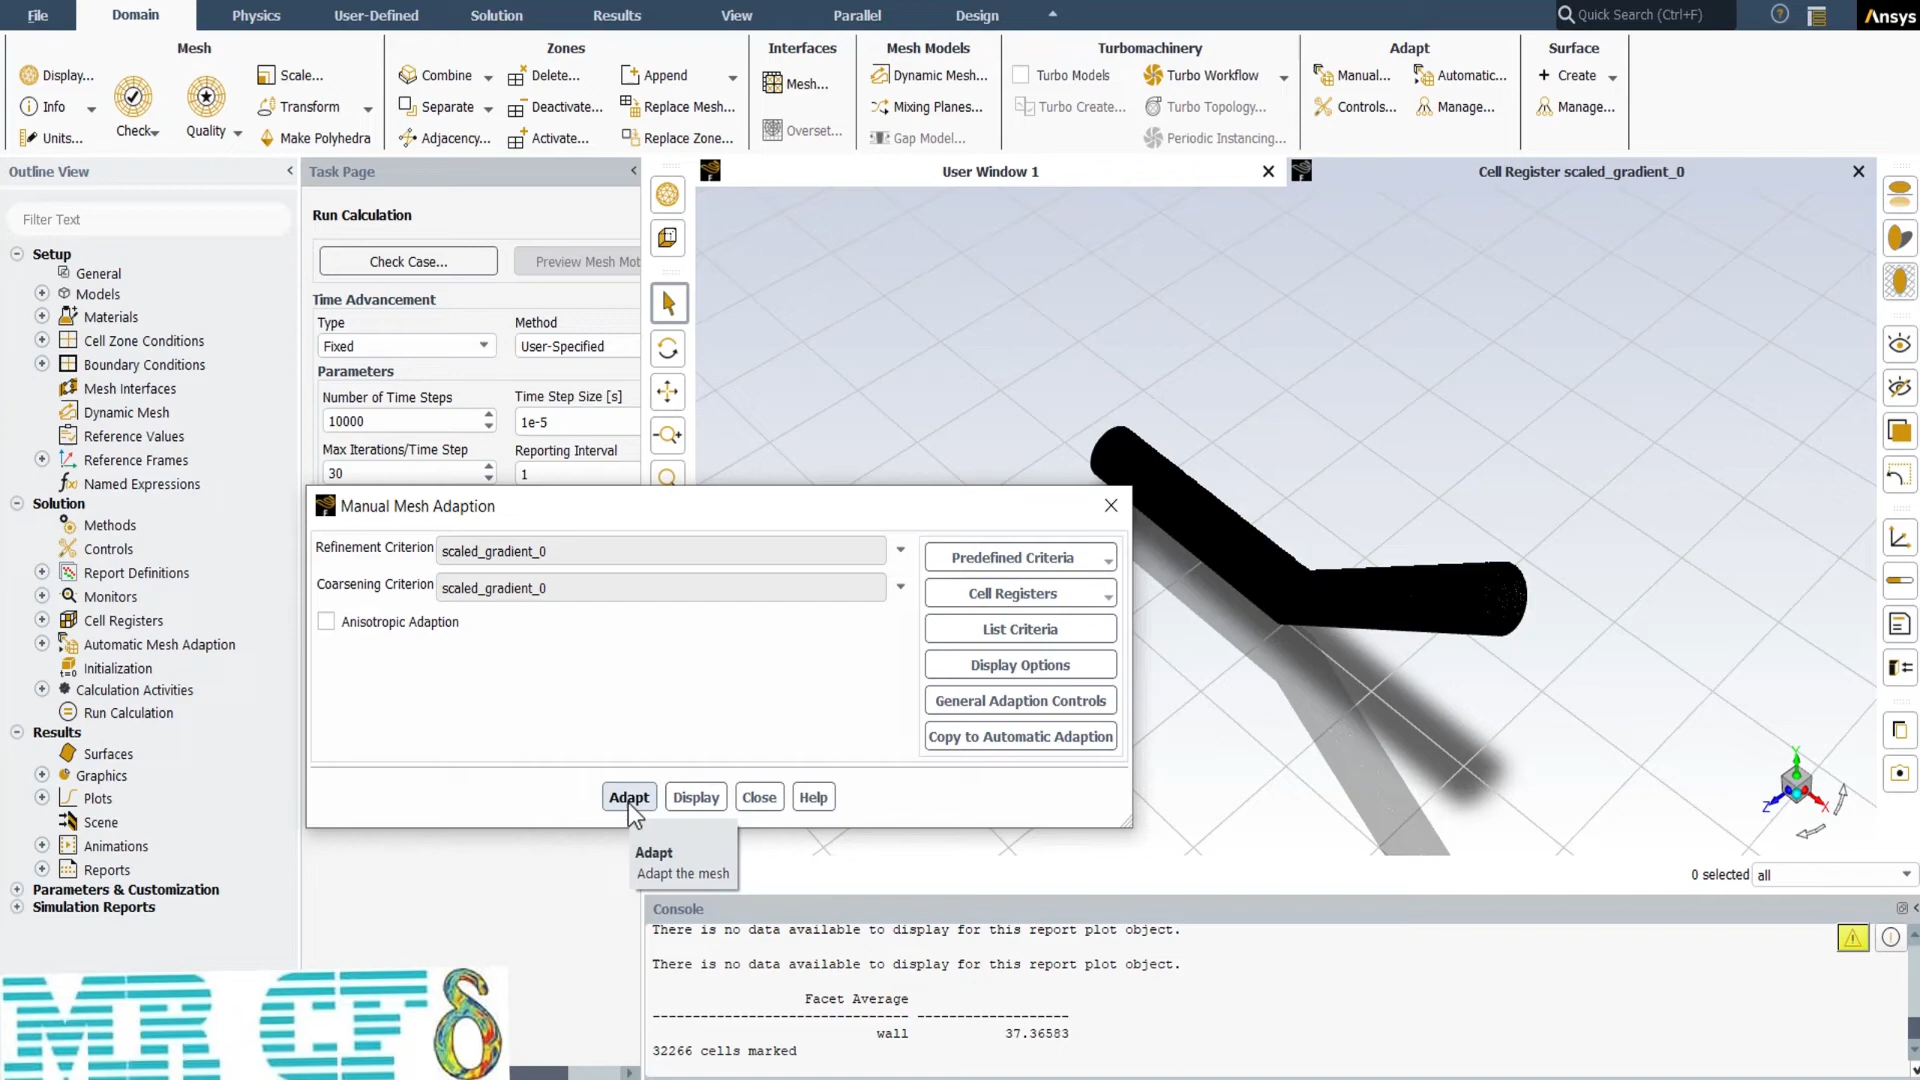 File Domain Physics User-Defined Solution Results View Parallel Design Quick Search (Ctrl+F) Ansys
Mesh Zones Interfaces Mesh Models Turbomachinery Adapt Surface
Display... Scale... Combine Delete... Append Mesh... Dynamic Mesh... Turbo Models Turbo Workflow Manual... Automatic... Create
Info Check Quality Transform Separate Deactivate... Replace Mesh... Mixing Planes... Turbo Create... Turbo Topology... Controls... Manage... Manage...
Units... Make Polyhedra Adjacency... Activate... Replace Zone... Overset... Gap Model... Periodic Instancing...
Outline View
Filter Text
Setup
General
Models
Materials
Cell Zone Conditions
Boundary Conditions
Mesh Interfaces
Dynamic Mesh
Reference Values
Reference Frames
Named Expressions
Solution
Methods
Controls
Report Definitions
Monitors
Cell Registers
Automatic Mesh Adaption
Initialization
Calculation Activities
Run Calculation
Results
Surfaces
Graphics
Plots
Scene
Animations
Reports
Parameters & Customization
Simulation Reports
Task Page
Run Calculation
Check Case... Preview Mesh Mot
Time Advancement
Type Method
Fixed User-Specified
Parameters
Number of Time Steps Time Step Size [s]
10000 1e-5
Max Iterations/Time Step Reporting Interval
30 1
User Window 1
Cell Register scaled_gradient_0
Manual Mesh Adaption
Refinement Criterion scaled_gradient_0
Coarsening Criterion scaled_gradient_0
Anisotropic Adaption
Predefined Criteria
Cell Registers
List Criteria
Display Options
General Adaption Controls
Copy to Automatic Adaption
Adapt Display Close Help
Adapt
Adapt the mesh
Y
Z X
0 selected all
Console
There is no data available to display for this report plot object.
There is no data available to display for this report plot object.
Facet Average
wall 37.36583
32266 cells marked
MR CF